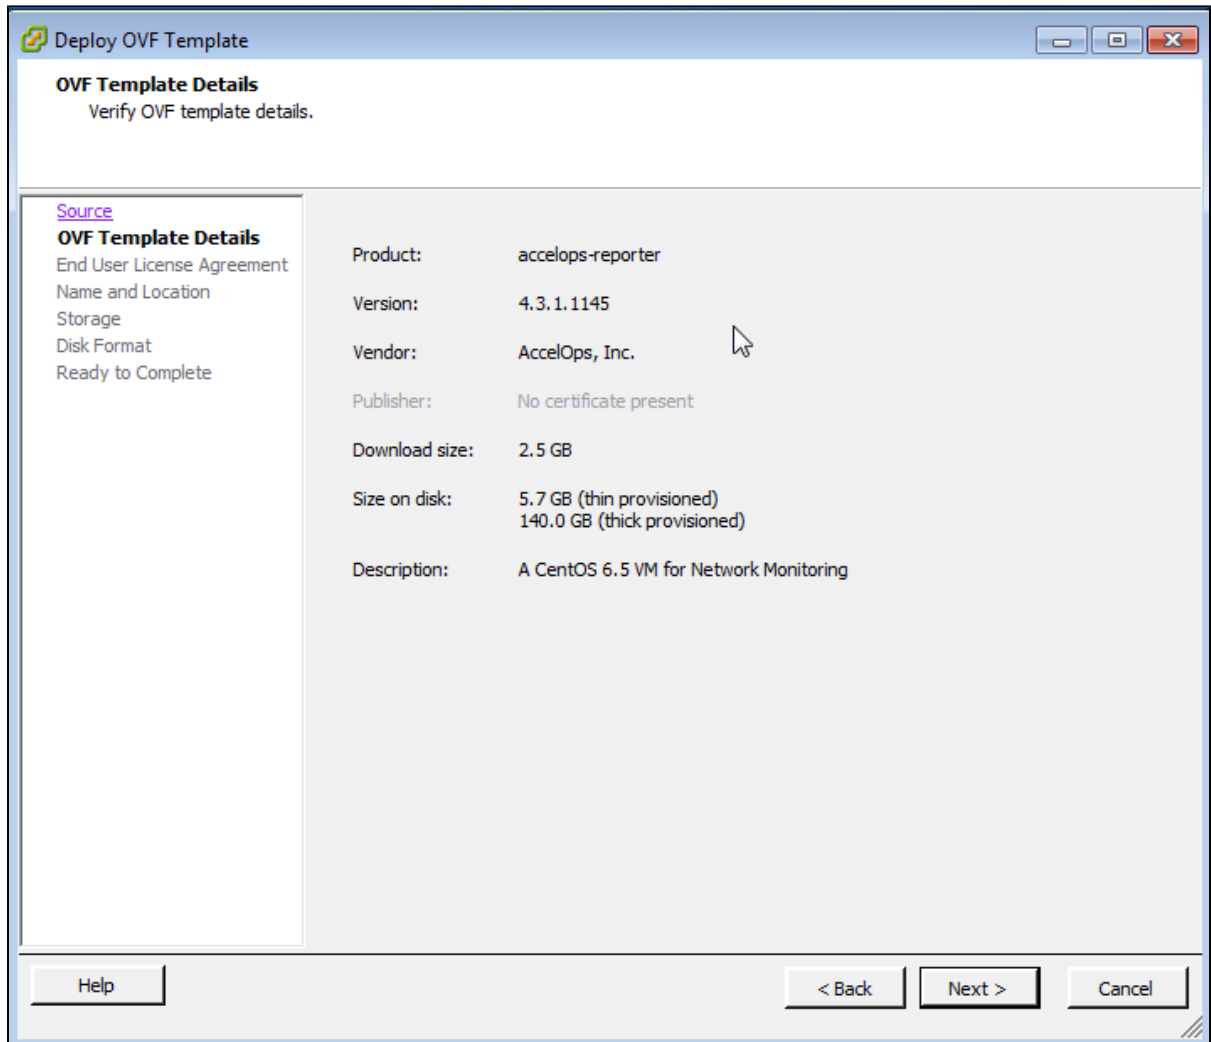 Deploy OVF Template
OVF Template Details
Verify OVF template details.
Source
OVF Template Details
End User License Agreement
Name and Location
Storage
Disk Format
Ready to Complete
Product: accelops-reporter
Version: 4.3.1.1145
Vendor: AccelOps, Inc.
Publisher: No certificate present
Download size: 2.5 GB
Size on disk: 5.7 GB (thin provisioned)
140.0 GB (thick provisioned)
Description: A CentOS 6.5 VM for Network Monitoring
Help < Back Next > Cancel